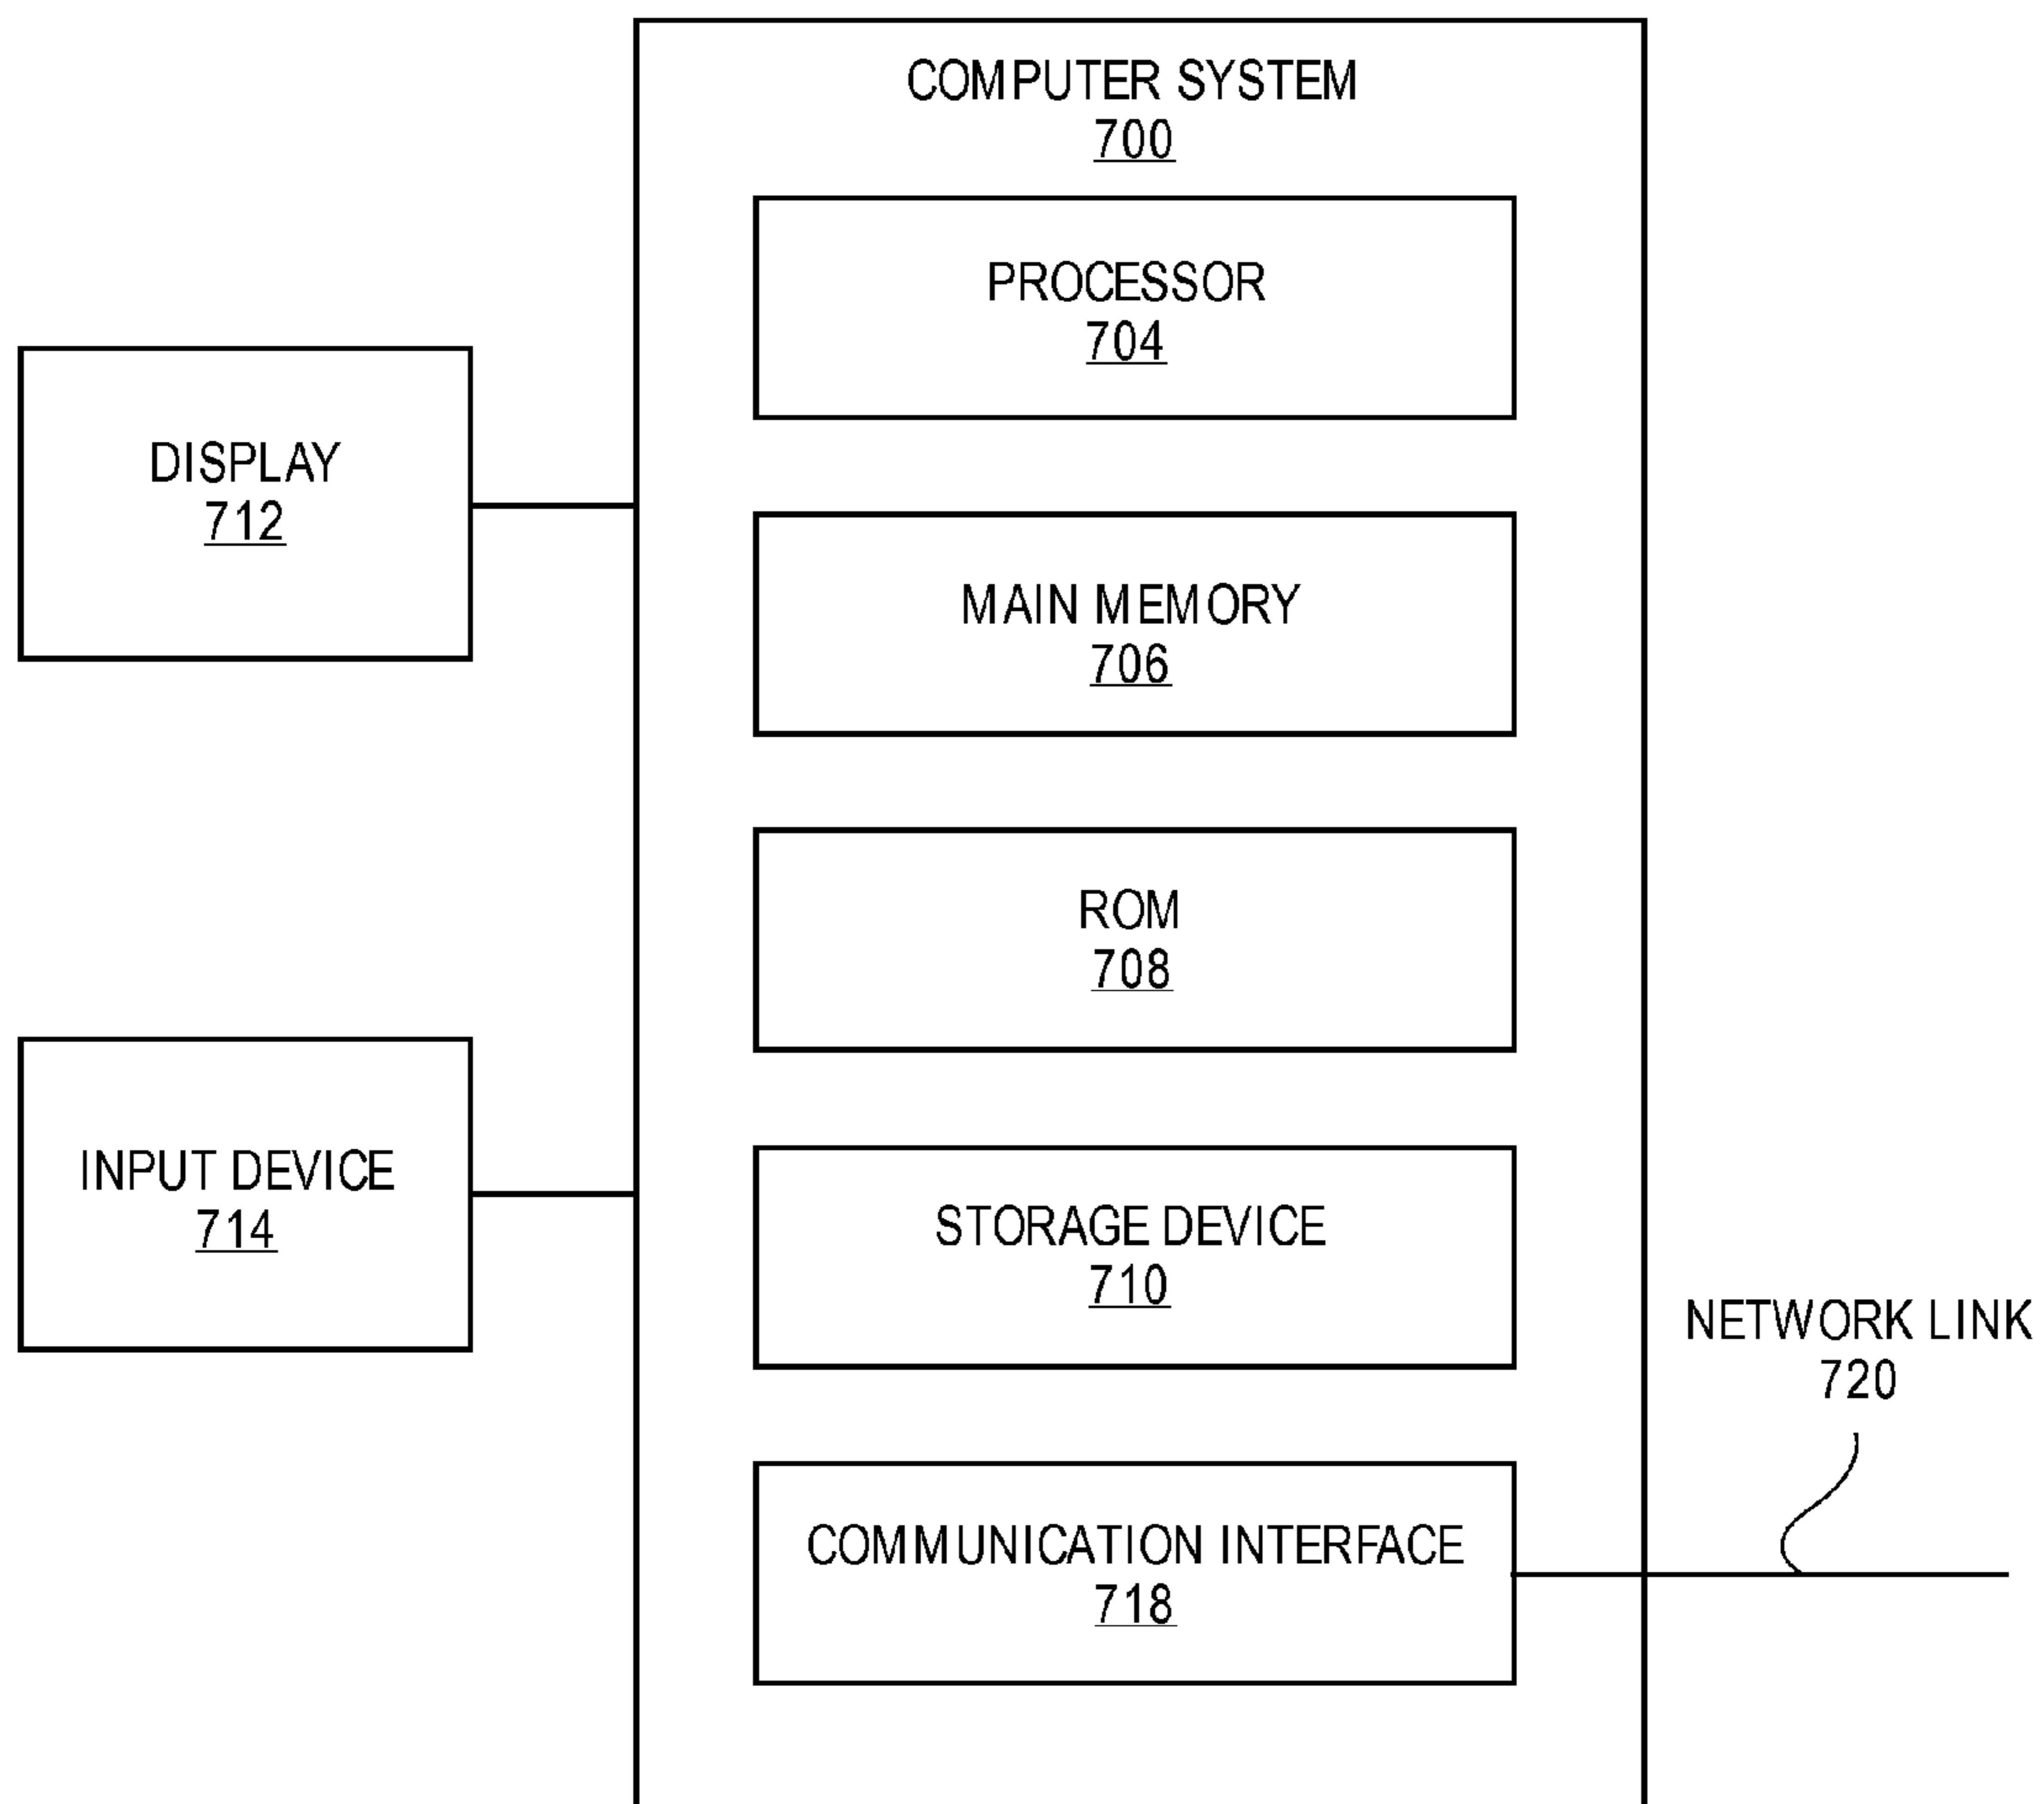 COMPUTER SYSTEM
700
PROCESSOR
704
DISPLAY
712
MAIN MEMORY
706
ROM
708
INPUT DEVICE
714
STORAGE DEVICE
710
NETWORK LINK
720
COMMUNICATION INTERFACE
718